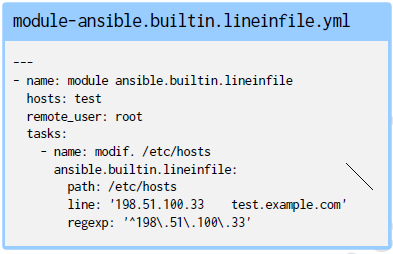 module-ansible.builtin.lineinfile.yml
---
- name: module ansible.builtin.lineinfile
  hosts: test
  remote_user: root
  tasks:
    - name: modif. /etc/hosts
      ansible.builtin.lineinfile:
        path: /etc/hosts
        line: '198.51.100.33    test.example.com'
        regexp: '^198\.51\.100\.33'